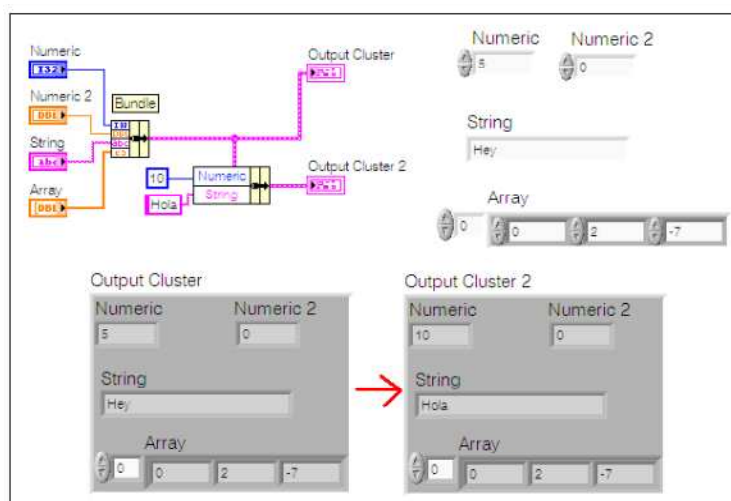 Numeric
I32
Numeric 2
DBL
Bundle
String
abc
Array
DBL
Output Cluster
10
Numeric
String
Hola
Output Cluster 2
Numeric
5
Numeric 2
0
String
Hey
Array
0
0
2
-7
Output Cluster
Numeric
5
Numeric 2
0
String
Hey
Array
0
0
2
-7
Output Cluster 2
Numeric
10
Numeric 2
0
String
Hola
Array
0
0
2
-7